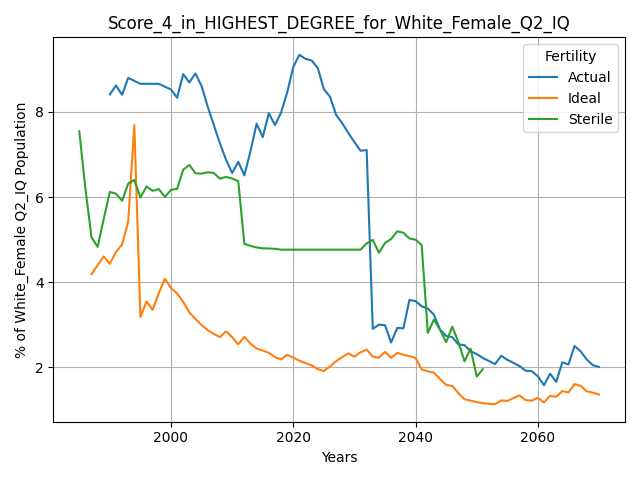 Score_4_in_HIGHEST_DEGREE_for_White_Female_Q2_IQ
% of White_Female Q2_IQ Population
8
6
4
2
Fertility
Actual
Ideal
Sterile
2000 2020 2040 2060
Years